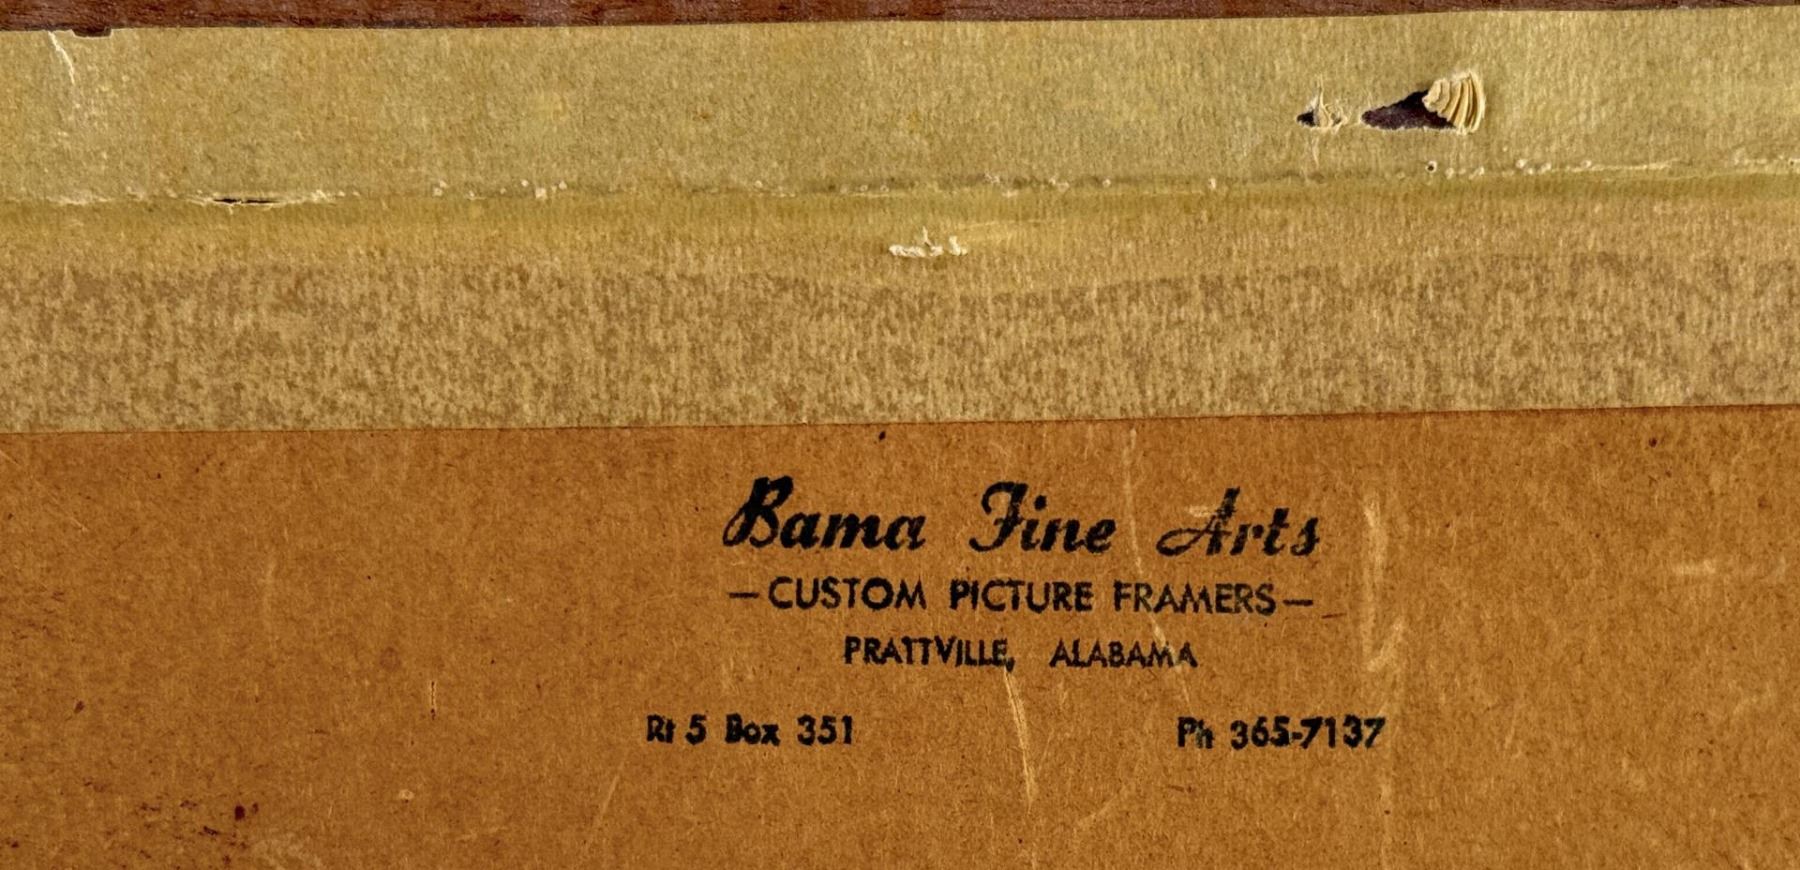 Bama Fine Arts
—CUSTOM PICTURE FRAMERS—
PRATTVILLE, ALABAMA
Rt 5 Box 351 Ph 365-7137